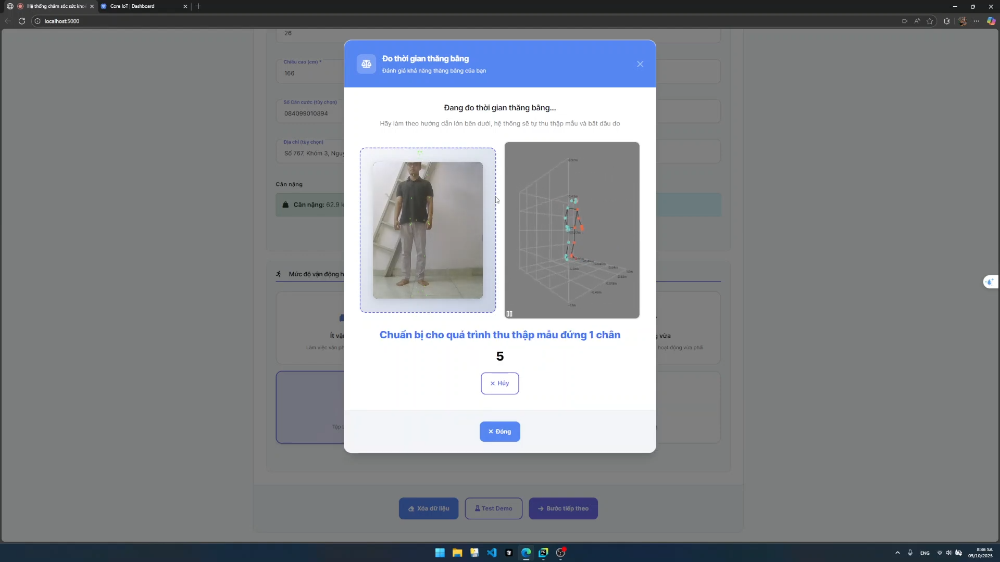 Hệ thống chăm sóc sức kho
Core IoT | Dashboard
localhost:5000
26
Chiều cao (cm) *
166
Số Căn cước (tùy chọn)
084099010894
Địa chỉ (tùy chọn)
Số 767, Khóm 3, Nguy
Cân nặng
Cân nặng: 62.9 k
Mức độ vận động h
Ít vậ
Làm việc văn ph
g vừa
hoạt động vừa phải
Tập t
Đo thời gian thăng bằng
Đánh giá khả năng thăng bằng của bạn
Đang đo thời gian thăng bằng...
Hãy làm theo hướng dẫn lớn bên dưới, hệ thống sẽ tự thu thập mẫu và bắt đầu đo
Chuẩn bị cho quá trình thu thập mẫu đứng 1 chân
5
Hủy
Đóng
Xóa dữ liệu
Test Demo
Bước tiếp theo
ENG
8:46 SA
05/10/2025